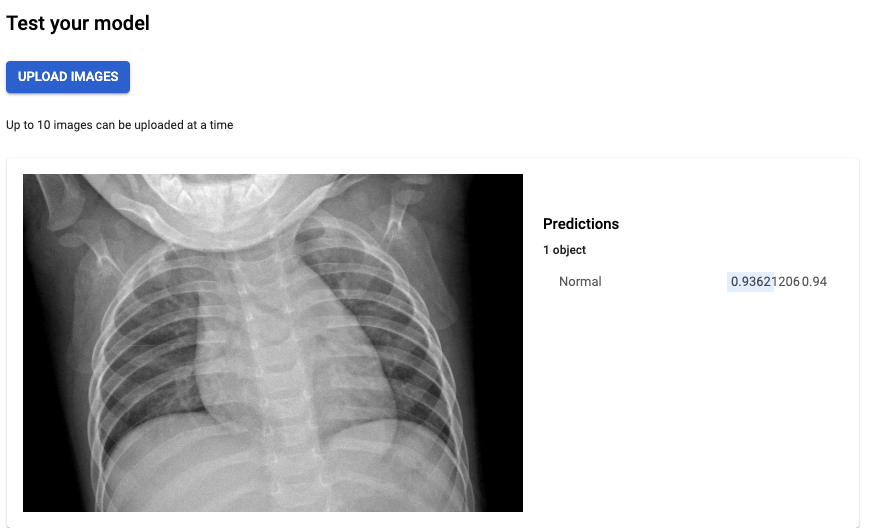 Test your model
UPLOAD IMAGES
Up to 10 images can be uploaded at a time
Predictions
1 object
Normal 0.93621206 0.94